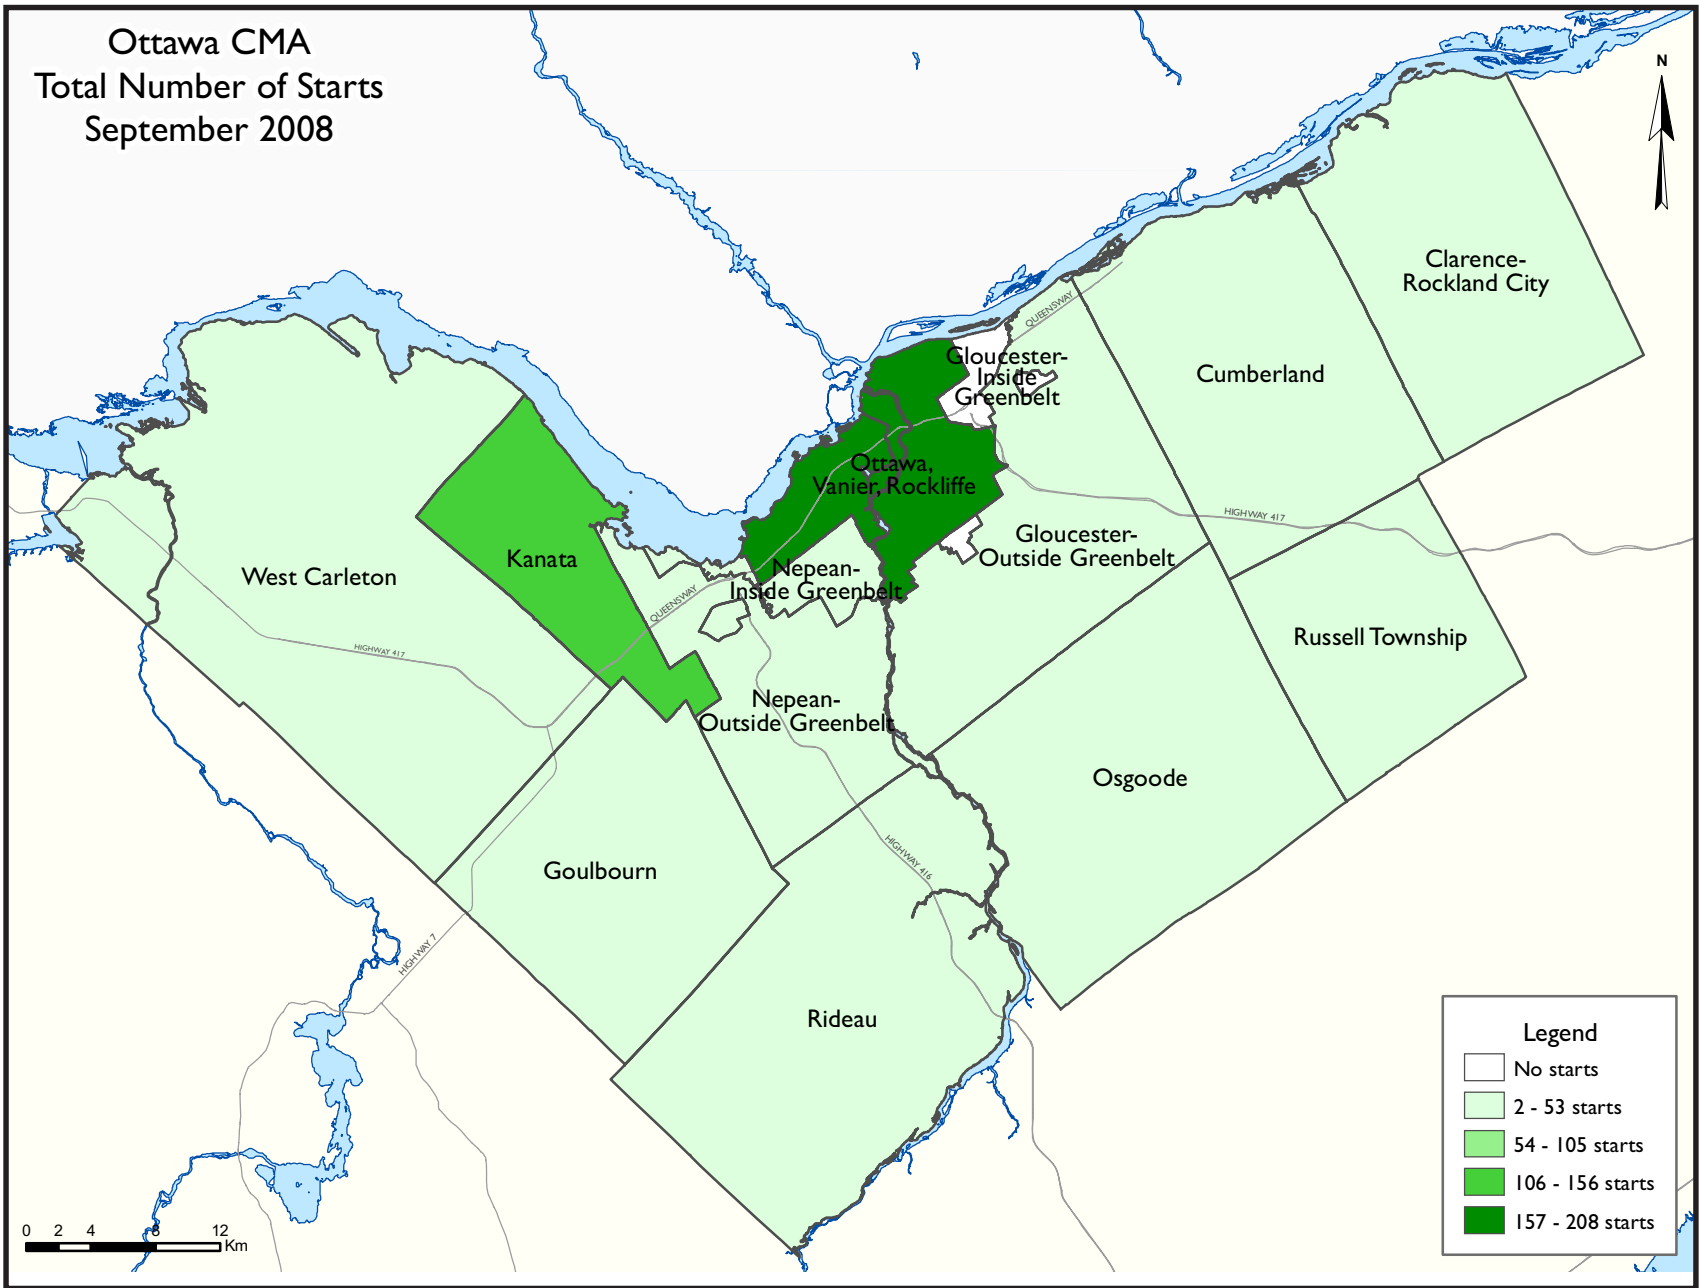 Ottawa CMA
Total Number of Starts
September 2008
N
Clarence-
Rockland City
QUEENSWAY
Gloucester-
Inside
Greenbelt
Cumberland
Ottawa,
Vanier, Rockliffe
HIGHWAY 417
Gloucester-
Outside Greenbelt
Kanata
West Carleton
Nepean-
Inside Greenbelt
QUEENSWAY
HIGHWAY 417
Russell Township
Nepean-
Outside Greenbelt
Osgoode
Goulbourn
HIGHWAY 416
HIGHWAY 7
Rideau
Legend
No starts
2 - 53 starts
54 - 105 starts
106 - 156 starts
157 - 208 starts
0 2 4 8 12
Km